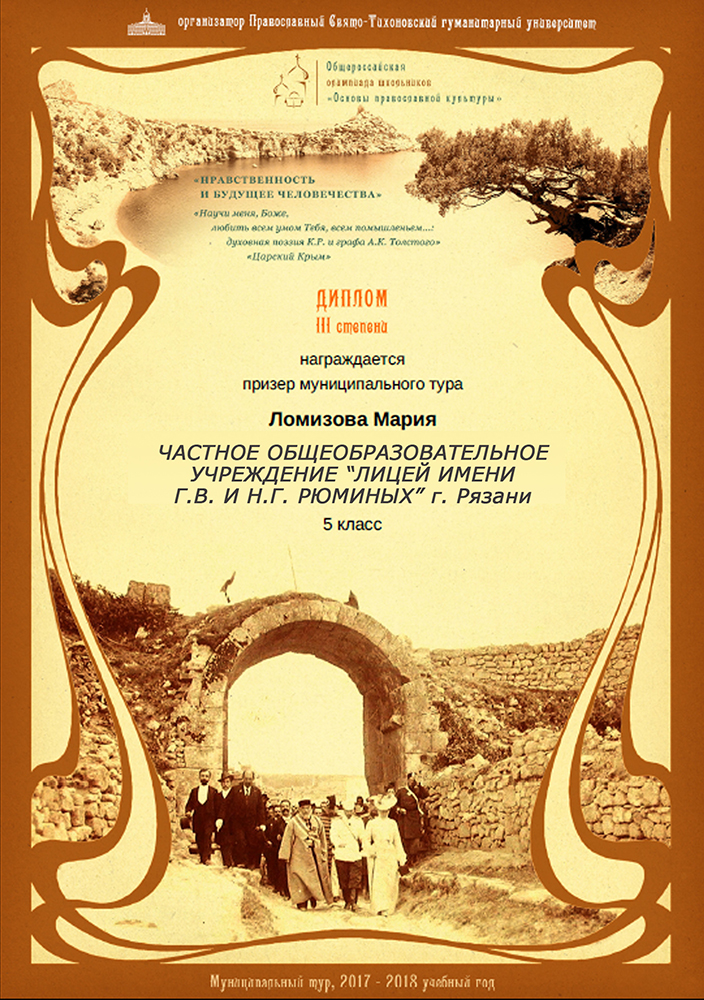 организатор Православный Свято-Тихоновский гуманитарный университет
Общероссийская
олимпиада школьников
«Основы православной культуры»
«НРАВСТВЕННОСТЬ
И БУДУЩЕЕ ЧЕЛОВЕЧЕСТВА»
«Научи меня, Боже,
любить всем умом Тебя, всем помышленьем...:
духовная поэзия К.Р. и графа А.К. Толстого»
«Царский Крым»
ДИПЛОМ
III степени
награждается
призер муниципального тура
Ломизова Мария
ЧАСТНОЕ ОБЩЕОБРАЗОВАТЕЛЬНОЕ
УЧРЕЖДЕНИЕ "ЛИЦЕЙ ИМЕНИ
Г.В. И Н.Г. РЮМИНЫХ" г. Рязани
5 класс
Муниципальный тур, 2017 - 2018 учебный год